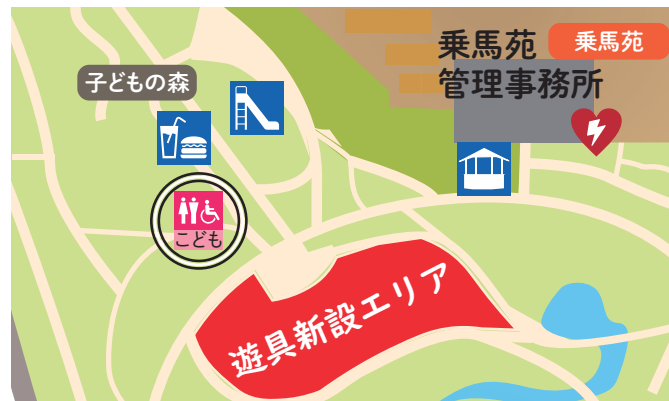 乗馬苑
乗馬苑
管理事務所
子どもの森
こども
遊具新設エリア